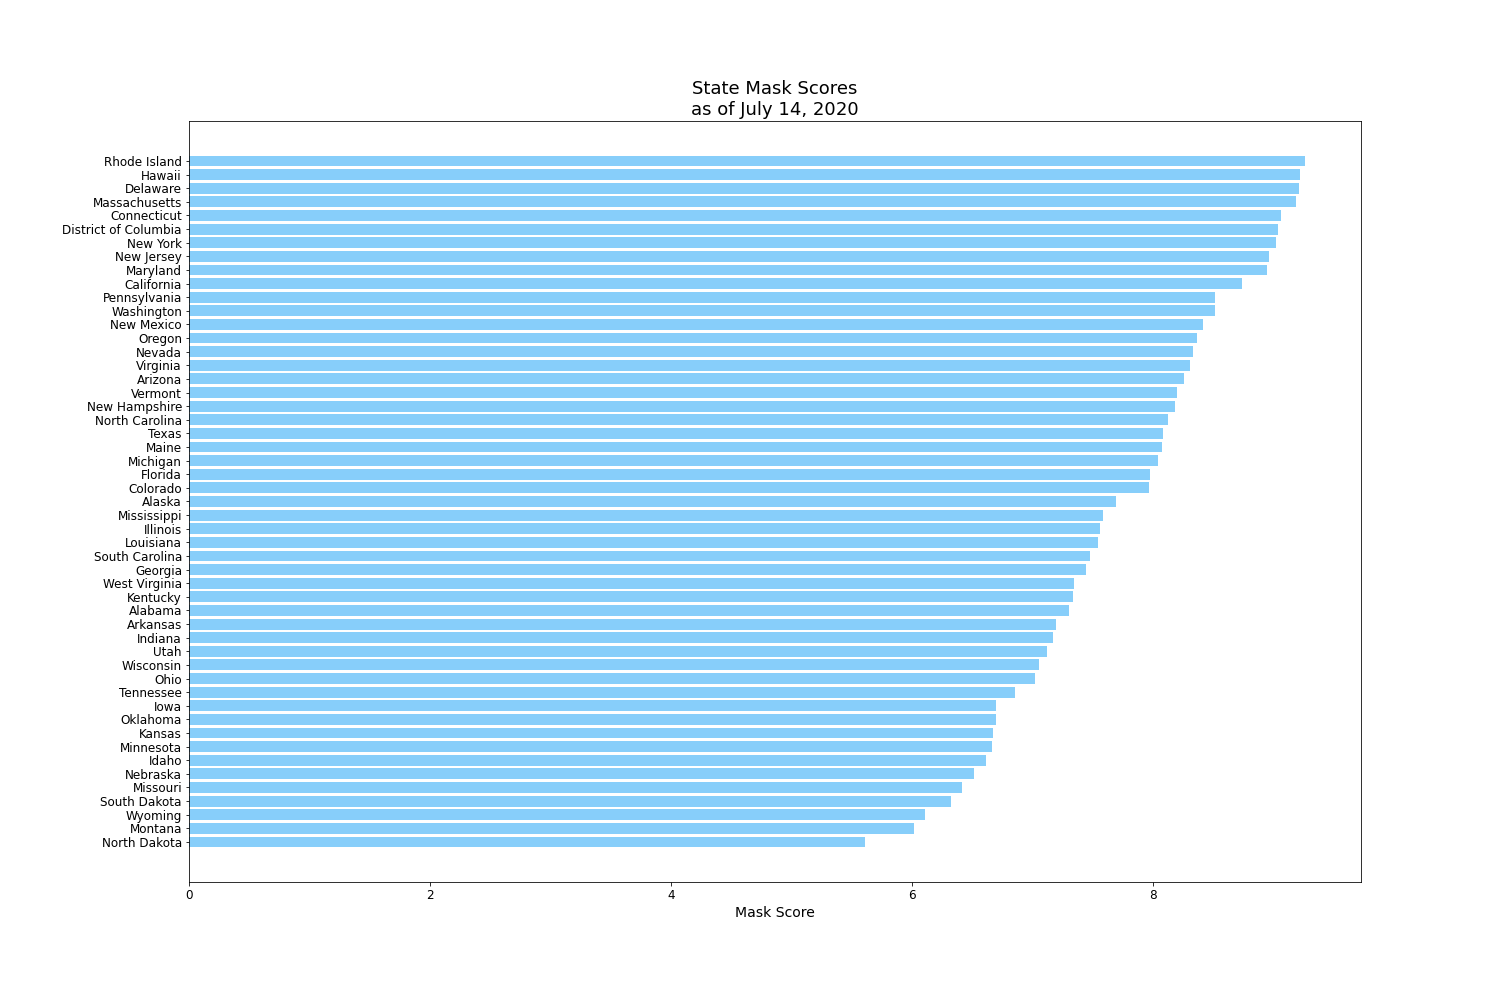 State Mask Scores
as of July 14, 2020
Rhode Island
Hawaii
Delaware
Massachusetts
Connecticut
District of Columbia
New York
New Jersey
Maryland
California
Pennsylvania
Washington
New Mexico
Oregon
Nevada
Virginia
Arizona
Vermont
New Hampshire
North Carolina
Texas
Maine
Michigan
Florida
Colorado
Alaska
Mississippi
Illinois
Louisiana
South Carolina
Georgia
West Virginia
Kentucky
Alabama
Arkansas
Indiana
Utah
Wisconsin
Ohio
Tennessee
Iowa
Oklahoma
Kansas
Minnesota
Idaho
Nebraska
Missouri
South Dakota
Wyoming
Montana
North Dakota
0 2 4 6 8
Mask Score